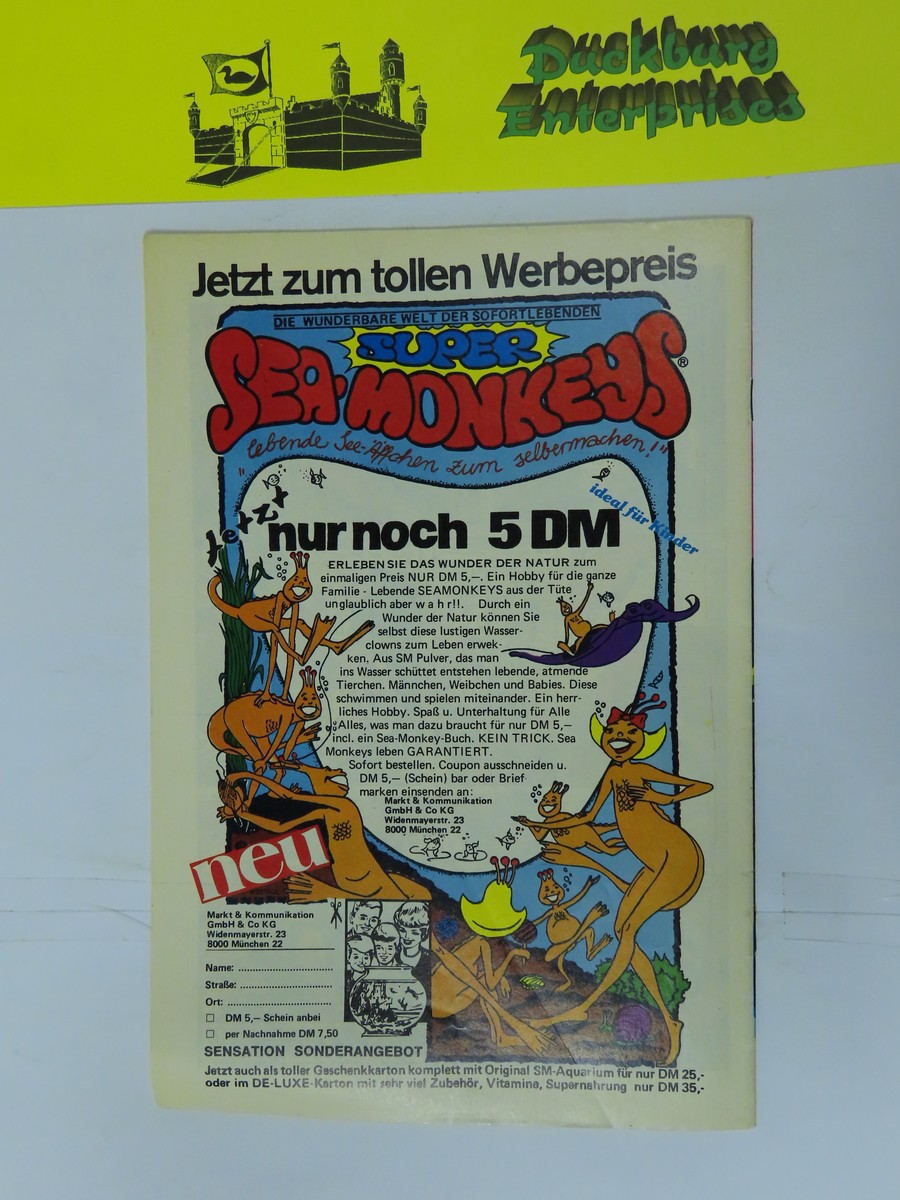 Duckburg
Enterprises
Jetzt zum tollen Werbepreis
DIE WUNDERBARE WELT DER SOFORTLEBENDEN
SUPER
SEA-MONKEYS®
"lebende See-Äffchen zum selbermachen!"
Jetzt
nur noch 5 DM
ideal für Kinder
ERLEBEN SIE DAS WUNDER DER NATUR zum
einmaligen Preis NUR DM 5,–. Ein Hobby für die ganze
Familie - Lebende SEAMONKEYS aus der Tüte
unglaublich aber w a h r!!. Durch ein
Wunder der Natur können Sie
selbst diese lustigen Wasser-
clowns zum Leben erwek-
ken. Aus SM Pulver, das man
ins Wasser schüttet entstehen lebende, atmende
Tierchen. Männchen, Weibchen und Babies. Diese
schwimmen und spielen miteinander. Ein herr-
liches Hobby. Spaß u. Unterhaltung für Alle
Alles, was man dazu braucht für nur DM 5,–
incl. ein Sea-Monkey-Buch. KEIN TRICK. Sea
Monkeys leben GARANTIERT.
Sofort bestellen. Coupon ausschneiden u.
DM 5,– (Schein) bar oder Brief-
marken einsenden an:
Markt & Kommunikation
GmbH & Co KG
Widenmayerstr. 23
8000 München 22
neu
Markt & Kommunikation
GmbH & Co KG
Widenmayerstr. 23
8000 München 22
Name: ................................
Straße: ................................
Ort: ................................
☐ DM 5,– Schein anbei
☐ per Nachnahme DM 7,50
SENSATION SONDERANGEBOT
Jetzt auch als toller Geschenkkarton komplett mit Original SM-Aquarium für nur DM 25,-
oder im DE-LUXE-Karton mit sehr viel Zubehör, Vitamine, Supernahrung nur DM 35,-